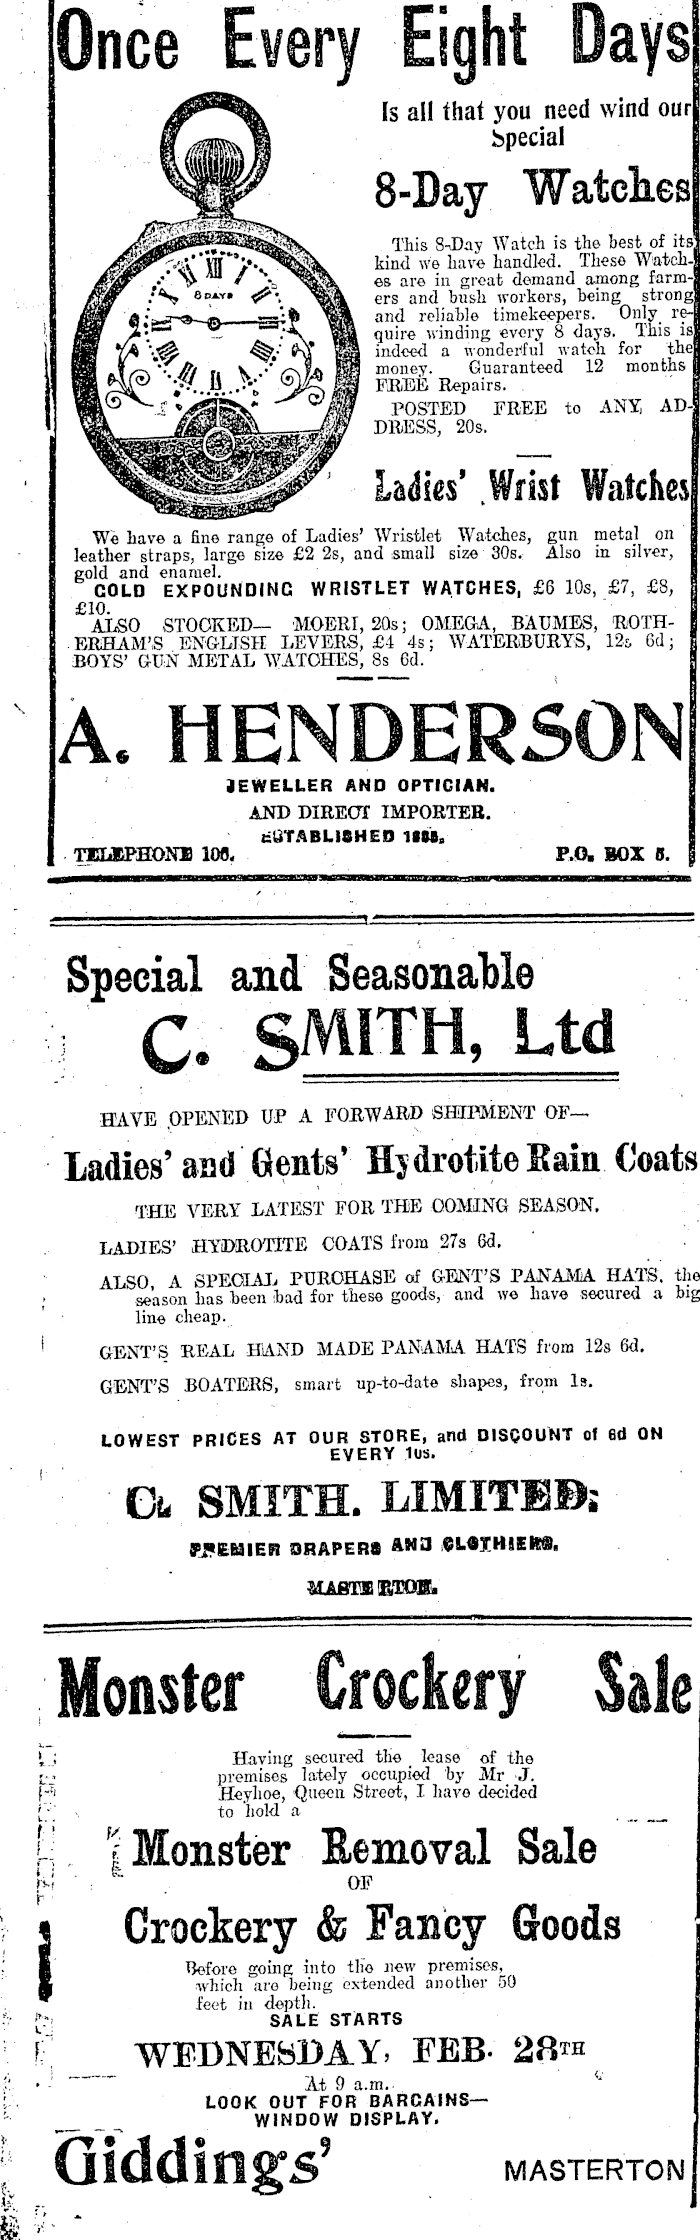 Once Every Eight Days
Is all that you need wind our
Special
8-Day Watches
This 8-Day Watch is the best of its
kind we have handled. These Watch-
es are in great demand among farm-
ers and bush workers, being strong
and reliable timekeepers. Only re-
quire winding every 8 days. This is
indeed a wonderful watch for the
money. Guaranteed 12 months
FREE Repairs.
POSTED FREE to ANY AD-
DRESS, 20s.
8 DAYS
Ladies' Wrist Watches
We have a fine range of Ladies' Wristlet Watches, gun metal on
leather straps, large size £2 2s, and small size 30s. Also in silver,
gold and enamel.
GOLD EXPOUNDING WRISTLET WATCHES, £6 10s, £7, £8,
£10.
ALSO STOCKED— MOERI, 20s; OMEGA, BAUMES, ROTH-
ERHAM'S ENGLISH LEVERS, £4 4s; WATERBURYS, 12s 6d;
BOYS' GUN METAL WATCHES, 8s 6d.
A. HENDERSON
JEWELLER AND OPTICIAN.
AND DIRECT IMPORTER.
ESTABLISHED
TELEPHONE 106. P.O. BOX 5.
Special and Seasonable
C. SMITH, Ltd
HAVE OPENED UP A FORWARD SHIPMENT OF—
Ladies' and Gents' Hydrotite Rain Coats
THE VERY LATEST FOR THE COMING SEASON.
LADIES' HYDROTITE COATS from 27s 6d.
ALSO, A SPECIAL PURCHASE of GENT'S PANAMA HATS, the
season has been bad for these goods, and we have secured a big
line cheap.
GENT'S REAL HAND MADE PANAMA HATS from 12s 6d.
GENT'S BOATERS, smart up-to-date shapes, from 1s.
LOWEST PRICES AT OUR STORE, and DISCOUNT of 6d ON
EVERY 10s.
C. SMITH. LIMITED:
PREMIER DRAPERS AND CLOTHIERS.
MASTERTON.
Monster Crockery Sale
Having secured the lease of the
premises lately occupied by Mr J.
Heyhoe, Queen Street, I have decided
to hold a
Monster Removal Sale
OF
Crockery & Fancy Goods
Before going into the new premises,
which are being extended another 50
feet in depth.
SALE STARTS
WEDNESDAY, FEB. 28TH
At 9 a.m.
LOOK OUT FOR BARGAINS—
WINDOW DISPLAY.
Giddings' MASTERTON